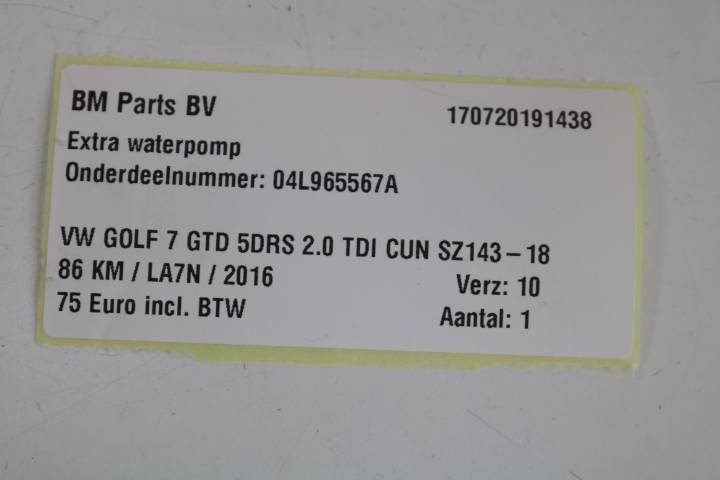 BM Parts BV 170720191438
Extra waterpomp
Onderdeelnummer: 04L965567A
VW GOLF 7 GTD 5DRS 2.0 TDI CUN SZ143-18
86 KM / LA7N / 2016 Verz: 10
75 Euro incl. BTW Aantal: 1